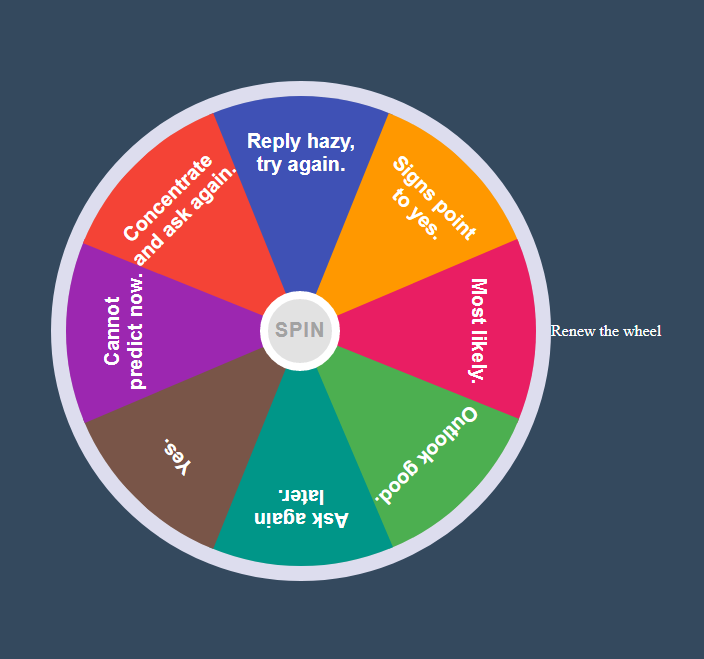 Reply hazy,
try again.
Signs point
to yes.
Most likely.
Outlook good.
Ask again
later.
Yes.
Cannot
predict now.
Concentrate
and ask again.
SPIN
Renew the wheel